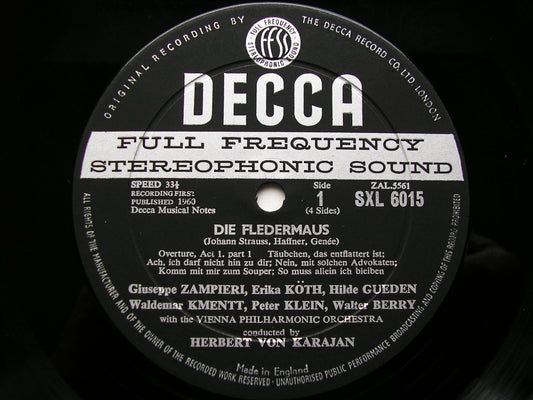 ORIGINAL RECORDING BY THE DECCA RECORD CO. LTD. LONDON
FULL FREQUENCY
ffss
STEREOPHONIC SOUND
DECCA
FULL FREQUENCY
STEREOPHONIC SOUND
SPEED 33⅓
RECORDING FIRST
PUBLISHED 1960
Decca Musical Notes
Side
1
(4 Sides)
ZAL.5561
SXL 6015
DIE FLEDERMAUS
(Johann Strauss, Haffner, Genée)
Overture, Act 1. part 1 Täubchen, das entflattert ist;
Ach, ich darf nicht hin zu dir; Nein, mit solchen Advokaten;
Komm mit mir zum Souper; So muss allein ich bleiben
Giuseppe ZAMPIERI, Erika KÖTH, Hilde GUEDEN
Waldemar KMENTT, Peter KLEIN, Walter BERRY
with the VIENNA PHILHARMONIC ORCHESTRA
conducted by
HERBERT VON KARAJAN
Made in England
ALL RIGHTS OF THE MANUFACTURER AND OF THE OWNER OF THE RECORDED WORK RESERVED · UNAUTHORISED PUBLIC PERFORMANCE BROADCASTING AND COPYING OF THIS RECORD PROHIBITED